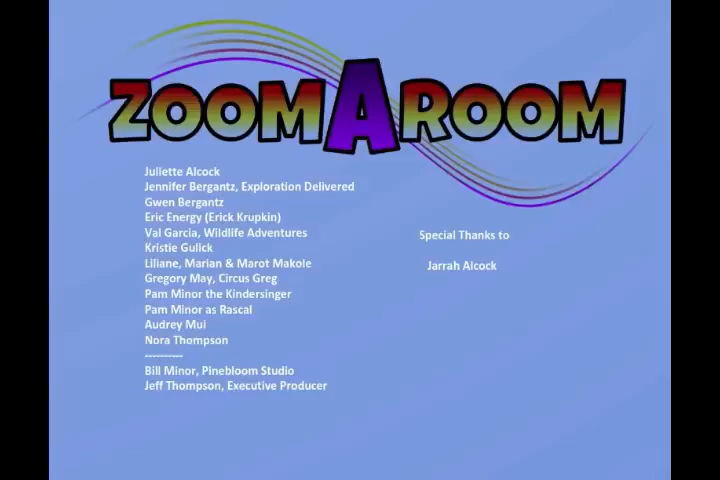 ZOOM A ROOM
Juliette Alcock
Jennifer Bergantz, Exploration Delivered
Gwen Bergantz
Eric Energy (Erick Krupkin)
Val Garcia, Wildlife Adventures
Kristie Gulick
Liliane, Marian & Marot Makole
Gregory May, Circus Greg
Pam Minor the Kindersinger
Pam Minor as Rascal
Audrey Mui
Nora Thompson
----------
Bill Minor, Pinebloom Studio
Jeff Thompson, Executive Producer
Special Thanks to
Jarrah Alcock